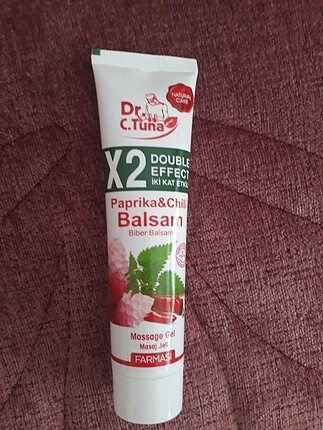 NATURAL
CARE
Dr.
C.Tuna
X2 DOUBLE
EFFECT
İKİ KAT ETKİ
Paprika&Chilli
Balsam
Biber Balsamı
Massage Gel
Masaj Jeli
FARMASİ